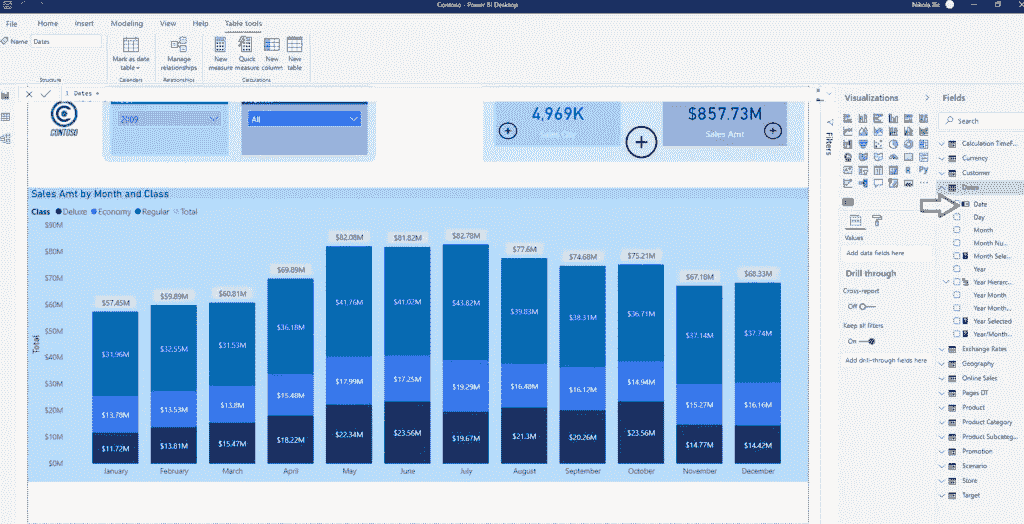 Contoso - Power BI Desktop
Nikola Ilic
File Home Insert Modeling View Help Table tools
Name Dates
Mark as date table
Manage relationships
New measure
Quick measure
New column
New table
Structure Calendars Relationships Calculations
1 Dates =
CONTOSO
2009
All
4,969K
Sales Qty
$857.73M
Sales Amt
Sales Amt by Month and Class
Class Deluxe Economy Regular Total
Total
$90M
$80M
$70M
$60M
$50M
$40M
$30M
$20M
$10M
$0M
$57.45M $59.89M $60.81M $69.89M $82.08M $81.82M $82.78M $77.6M $74.68M $75.21M $67.18M $68.33M
$31.96M $32.55M $31.53M $36.18M $41.76M $41.02M $43.82M $39.83M $38.31M $36.71M $37.14M $37.74M
$13.78M $13.53M $13.8M $15.48M $17.99M $17.25M $19.29M $16.48M $16.12M $14.94M $15.27M $16.16M
$11.72M $13.81M $15.47M $18.22M $22.34M $23.56M $19.67M $21.3M $20.26M $23.56M $14.77M $14.42M
January February March April May June July August September October November December
Filters
Visualizations
R Py
Values
Add data fields here
Drill through
Cross-report
Off
Keep all filters
On
Add drill-through fields here
Fields
Search
Calculation TimeP...
Currency
Customer
Dates
Date
Day
Month
Month Nu...
Month Sele...
Year
Year Hierarc...
Year Month
Year Month...
Year Selected
Year/Month...
Exchange Rates
Geography
Online Sales
Pages DT
Product
Product Category
Product Subcateg...
Promotion
Scenario
Store
Target